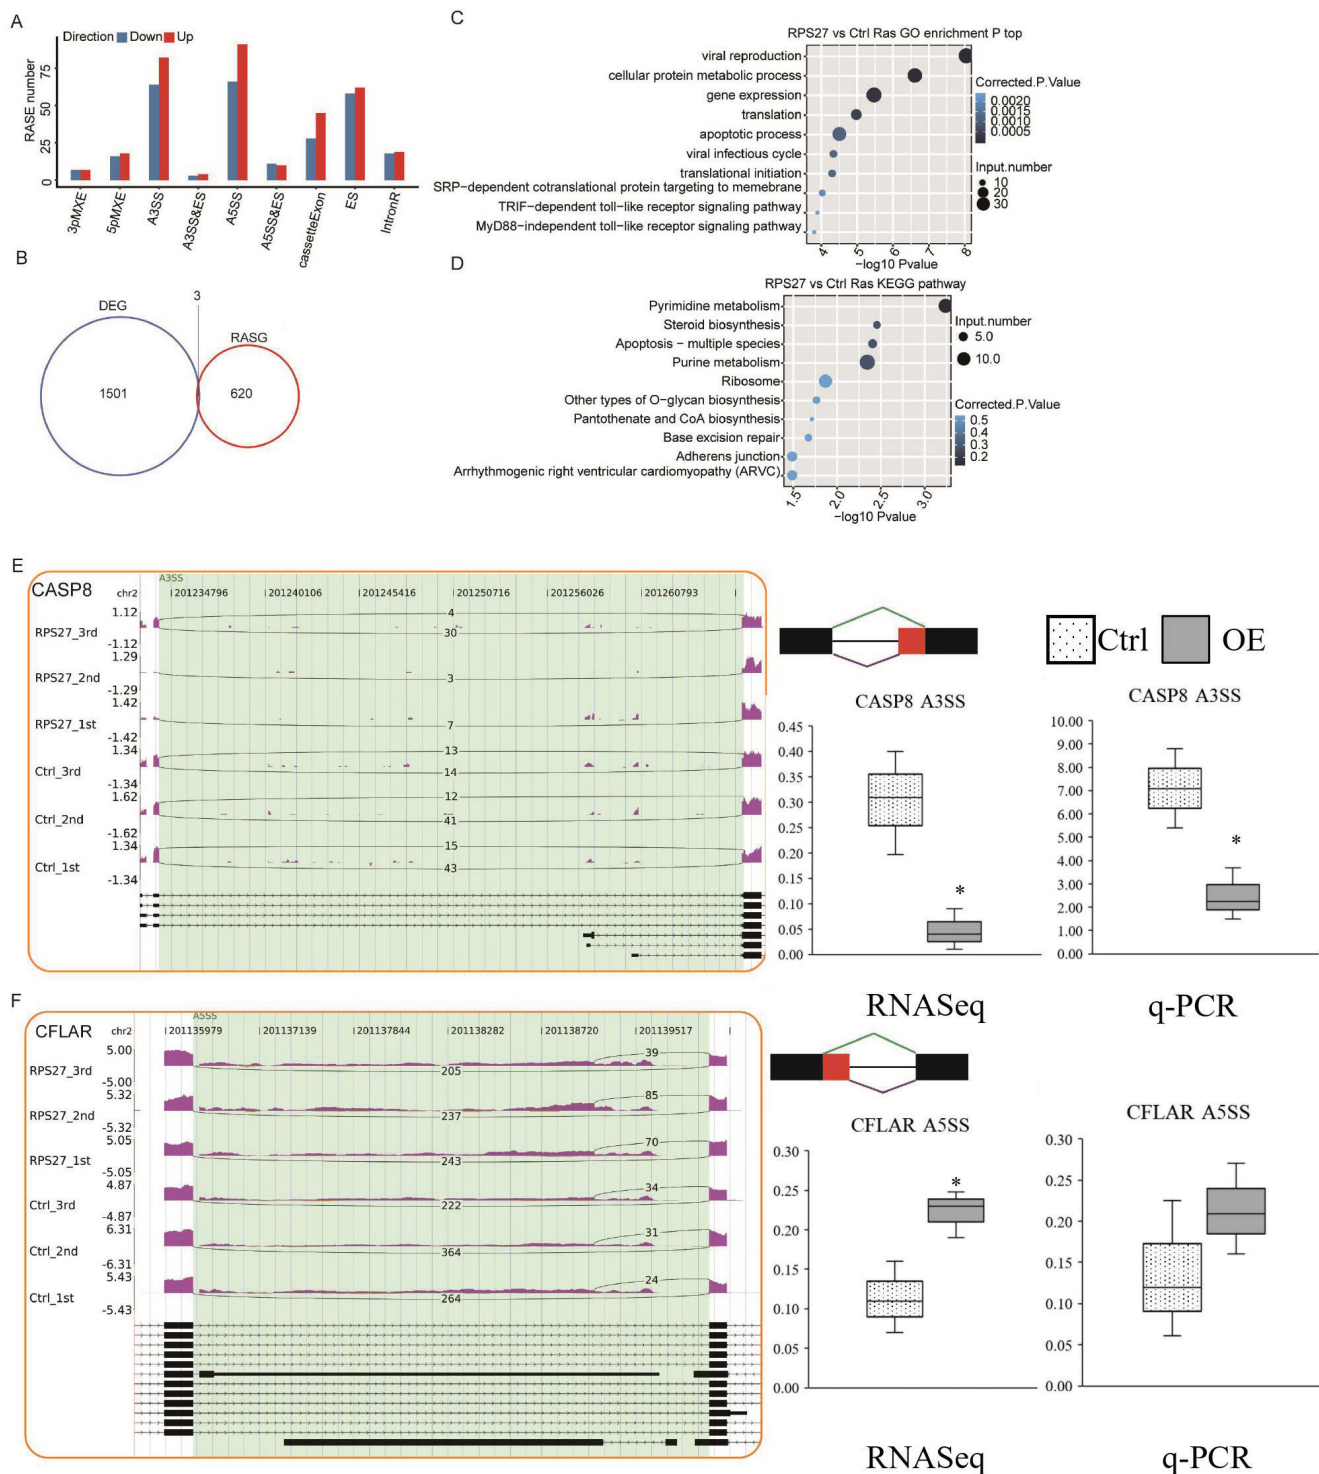 A
Direction Down Up
RASE number
75
50
25
0
3pMXE
5pMXE
A3SS
A3SS&ES
A5SS
A5SS&ES
cassetteExon
ES
IntronR
B
DEG
3
RASG
1501
620
C
RPS27 vs Ctrl Ras GO enrichment P top
viral reproduction
cellular protein metabolic process
gene expression
translation
apoptotic process
viral infectious cycle
translational initiation
SRP-dependent cotranslational protein targeting to memebrane
TRIF-dependent toll-like receptor signaling pathway
MyD88-independent toll-like receptor signaling pathway
4 5 6 7 8
-log10 Pvalue
Corrected.P.Value
0.0020
0.0015
0.0010
0.0005
Input.number
10
20
30
D
RPS27 vs Ctrl Ras KEGG pathway
Pyrimidine metabolism
Steroid biosynthesis
Apoptosis - multiple species
Purine metabolism
Ribosome
Other types of O-glycan biosynthesis
Pantothenate and CoA biosynthesis
Base excision repair
Adherens junction
Arrhythmogenic right ventricular cardiomyopathy (ARVC)
1.5 2.0 2.5 3.0
-log10 Pvalue
Input.number
5.0
10.0
Corrected.P.Value
0.5
0.4
0.3
0.2
E
CASP8
A3SS
chr2 201234796 201240106 201245416 201250716 201256026 201260793
1.12
RPS27_3rd
-1.12
4
30
1.29
RPS27_2nd
-1.29
3
1.42
RPS27_1st
-1.42
7
1.34
Ctrl_3rd
-1.34
13
14
1.62
Ctrl_2nd
-1.62
12
41
1.34
Ctrl_1st
-1.34
15
43
Ctrl OE
CASP8 A3SS
0.45
0.40
0.35
0.30
0.25
0.20
0.15
0.10
0.05
0.00
*
RNASeq
CASP8 A3SS
10.00
9.00
8.00
7.00
6.00
5.00
4.00
3.00
2.00
1.00
0.00
*
q-PCR
F
CFLAR
A5SS
chr2 201135979 201137139 201137844 201138282 201138720 201139517
5.00
RPS27_3rd
-5.00
39
205
5.32
RPS27_2nd
-5.32
85
237
5.05
RPS27_1st
-5.05
70
243
4.87
Ctrl_3rd
-4.87
34
222
6.31
Ctrl_2nd
-6.31
31
364
5.43
Ctrl_1st
-5.43
24
264
CFLAR A5SS
0.30
0.25
0.20
0.15
0.10
0.05
0.00
*
RNASeq
CFLAR A5SS
0.30
0.25
0.20
0.15
0.10
0.05
0.00
q-PCR